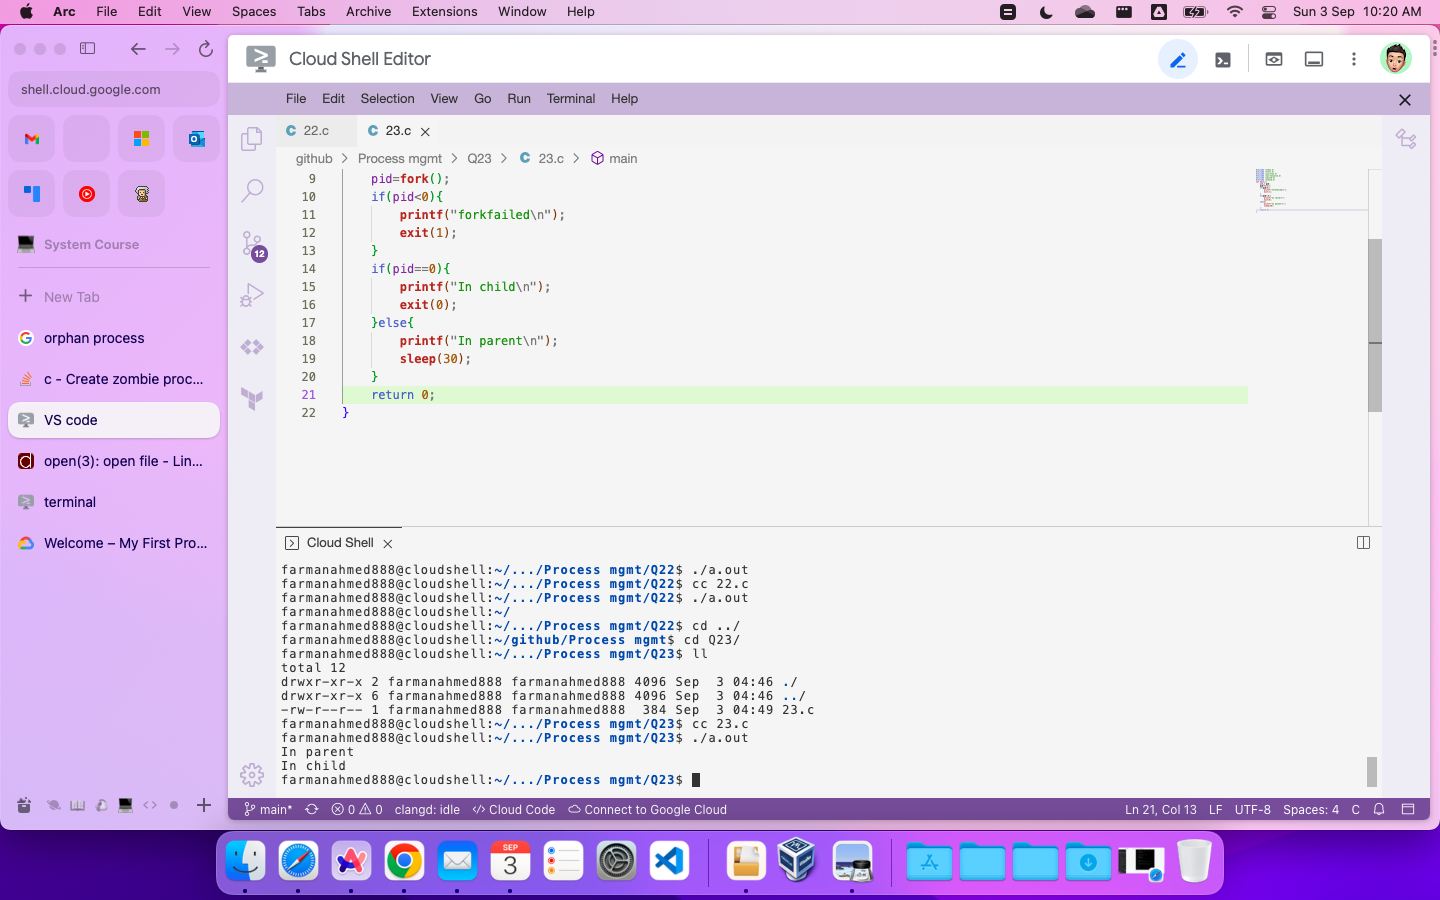 Arc File Edit View Spaces Tabs Archive Extensions Window Help Sun 3 Sep 10:20 AM
shell.cloud.google.com
System Course
New Tab
orphan process
c - Create zombie proc...
VS code
open(3): open file - Lin...
terminal
Welcome – My First Pro...
Cloud Shell Editor
File Edit Selection View Go Run Terminal Help
C 22.c C 23.c
github > Process mgmt > Q23 > C 23.c > main
12
9 pid=fork();
10 if(pid<0){
11 printf("forkfailed\n");
12 exit(1);
13 }
14 if(pid==0){
15 printf("In child\n");
16 exit(0);
17 }else{
18 printf("In parent\n");
19 sleep(30);
20 }
21 return 0;
22 }
Cloud Shell
farmanahmed888@cloudshell:~/.../Process mgmt/Q22$ ./a.out
farmanahmed888@cloudshell:~/.../Process mgmt/Q22$ cc 22.c
farmanahmed888@cloudshell:~/.../Process mgmt/Q22$ ./a.out
farmanahmed888@cloudshell:~/
farmanahmed888@cloudshell:~/.../Process mgmt/Q22$ cd ../
farmanahmed888@cloudshell:~/github/Process mgmt$ cd Q23/
farmanahmed888@cloudshell:~/.../Process mgmt/Q23$ ll
total 12
drwxr-xr-x 2 farmanahmed888 farmanahmed888 4096 Sep 3 04:46 ./
drwxr-xr-x 6 farmanahmed888 farmanahmed888 4096 Sep 3 04:46 ../
-rw-r--r-- 1 farmanahmed888 farmanahmed888 384 Sep 3 04:49 23.c
farmanahmed888@cloudshell:~/.../Process mgmt/Q23$ cc 23.c
farmanahmed888@cloudshell:~/.../Process mgmt/Q23$ ./a.out
In parent
In child
farmanahmed888@cloudshell:~/.../Process mgmt/Q23$
main* 0 0 clangd: idle Cloud Code Connect to Google Cloud Ln 21, Col 13 LF UTF-8 Spaces: 4 C
SEP
3